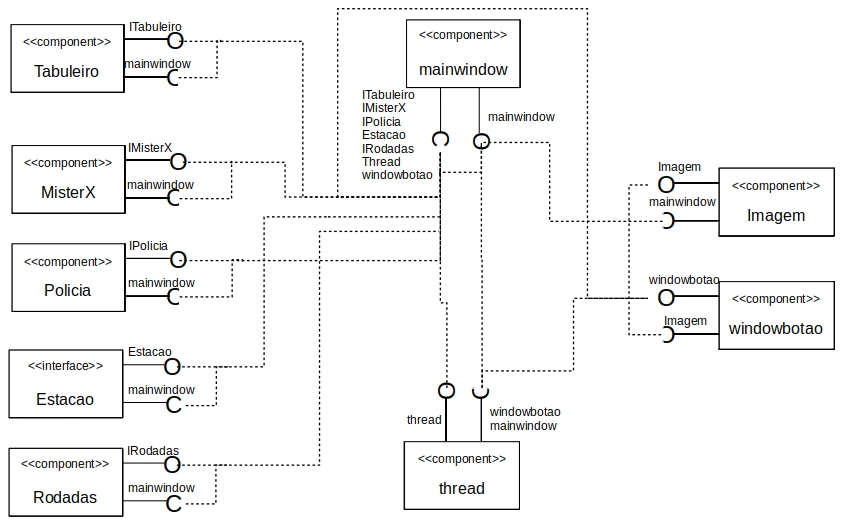 <<component>>
Tabuleiro
ITabuleiro
mainwindow
<<component>>
mainwindow
ITabuleiro
IMisterX
IPolicia
Estacao
IRodadas
Thread
windowbotao
mainwindow
<<component>>
MisterX
IMisterX
mainwindow
<<component>>
Imagem
Imagem
mainwindow
<<component>>
Policia
IPolicia
mainwindow
<<component>>
windowbotao
windowbotao
Imagem
<<interface>>
Estacao
Estacao
mainwindow
<<component>>
Rodadas
IRodadas
mainwindow
thread
windowbotao
mainwindow
<<component>>
thread